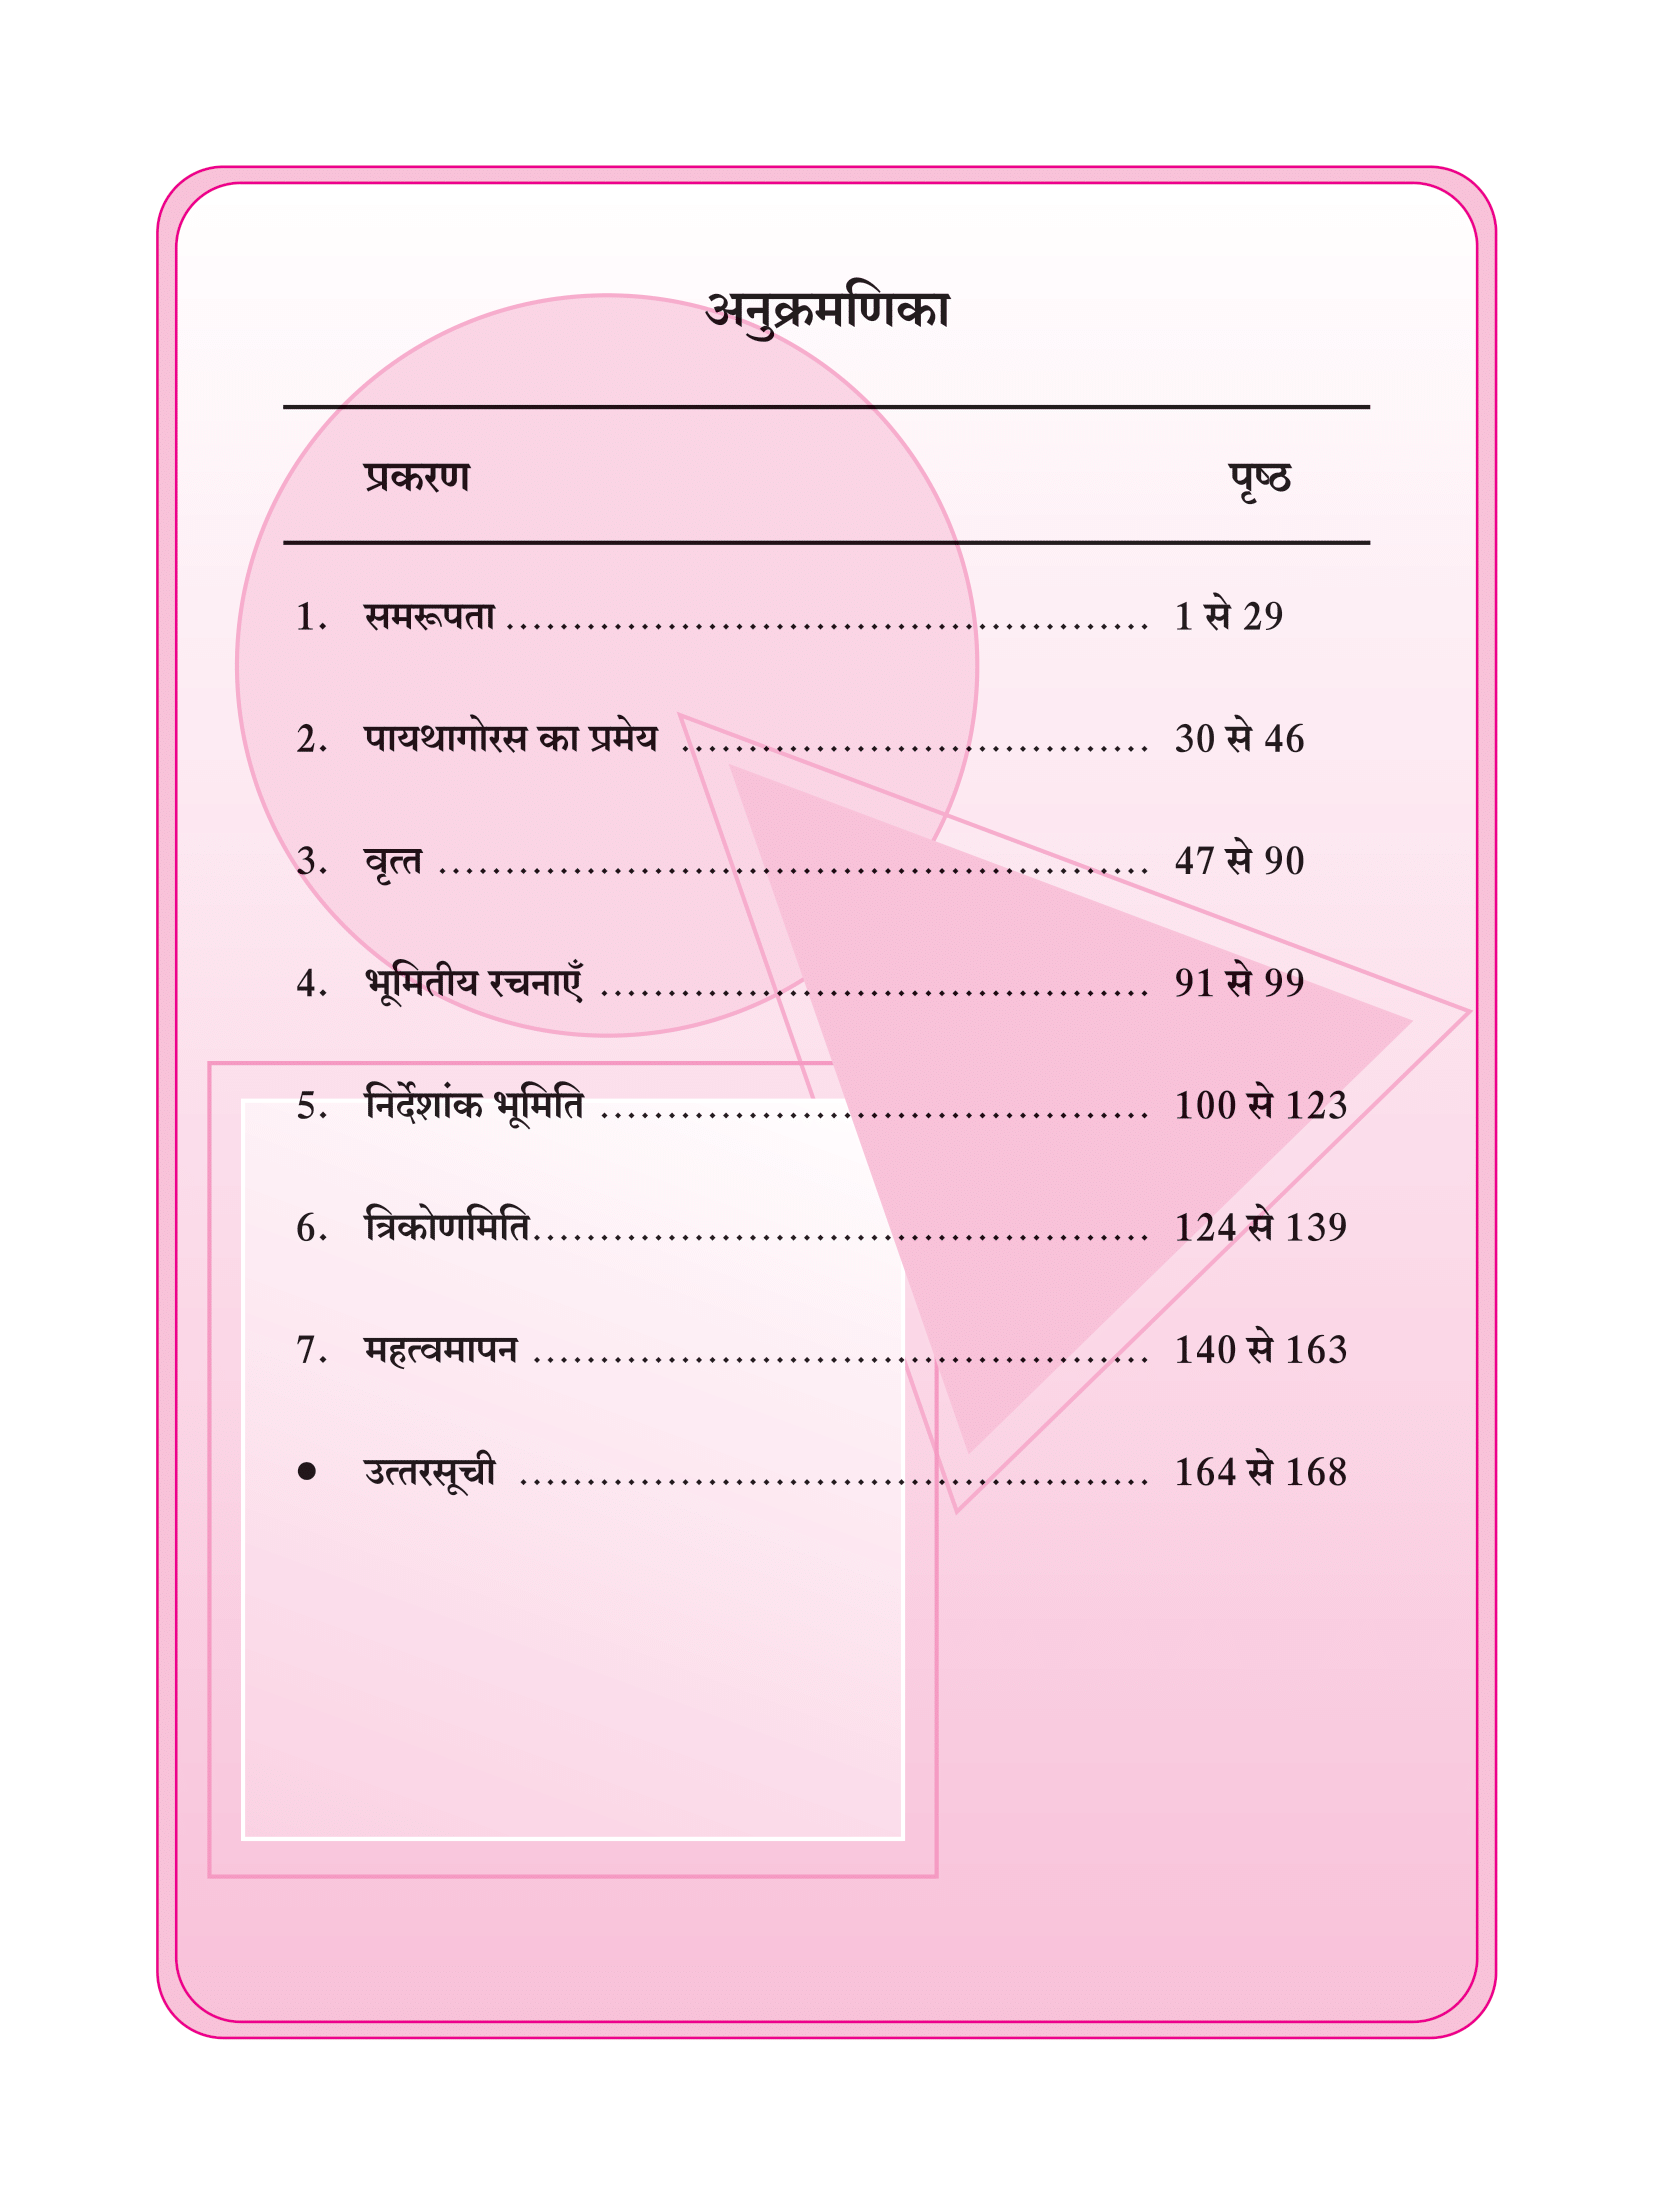 अनुक्रमणिका
प्रकरण पृष्ठ
1. समरूपता ................................................ 1 से 29
2. पायथागोरस का प्रमेय ................................... 30 से 46
3. वृत्त ..................................................... 47 से 90
4. भूमितीय रचनाएँ ......................................... 91 से 99
5. निर्देशांक भूमिति ......................................... 100 से 123
6. त्रिकोणमिति.............................................. 124 से 139
7. महत्वमापन .............................................. 140 से 163
● उत्तरसूची ............................................... 164 से 168